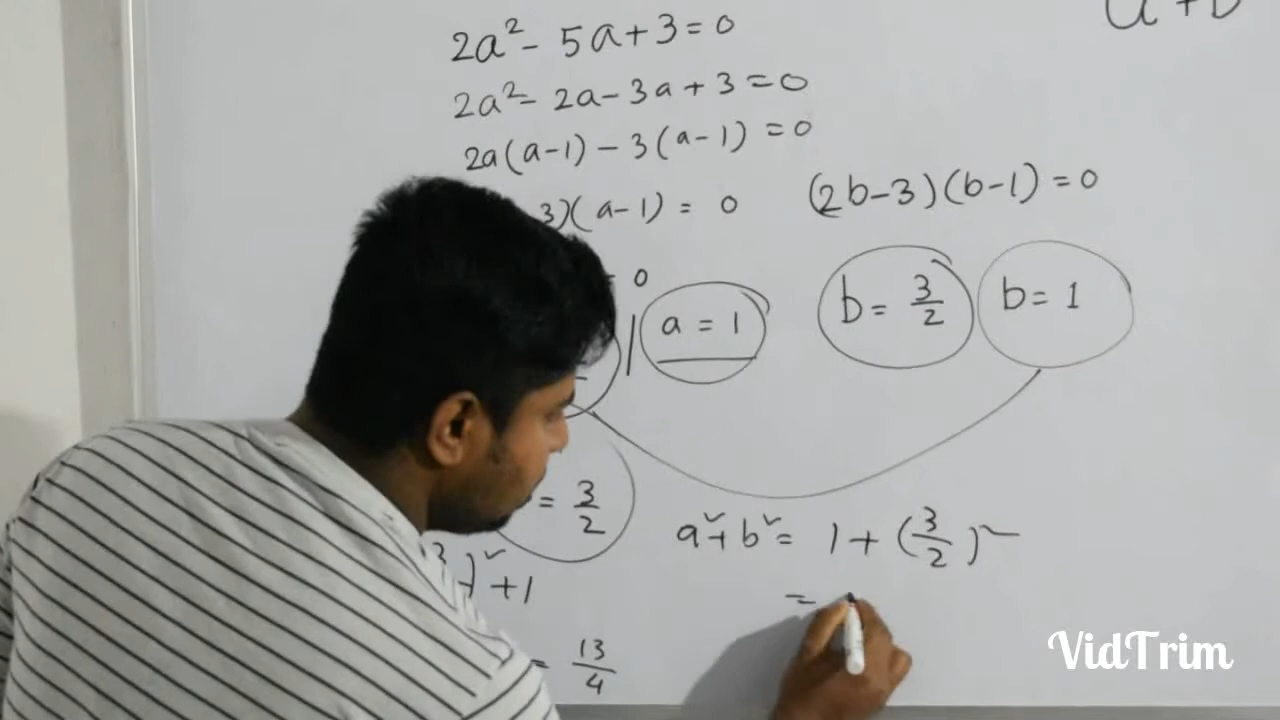 a+b
2a²- 5a+3=0
2a²- 2a-3a+3=0
2a(a-1)-3(a-1)=0
3)(a-1)= 0
(2b-3)(b-1)=0
= 0
a = 1
b= 3/2
b= 1
= 3/2
a²+b²= 1+(3/2)²
)²+1
=
= 13/4
VidTrim